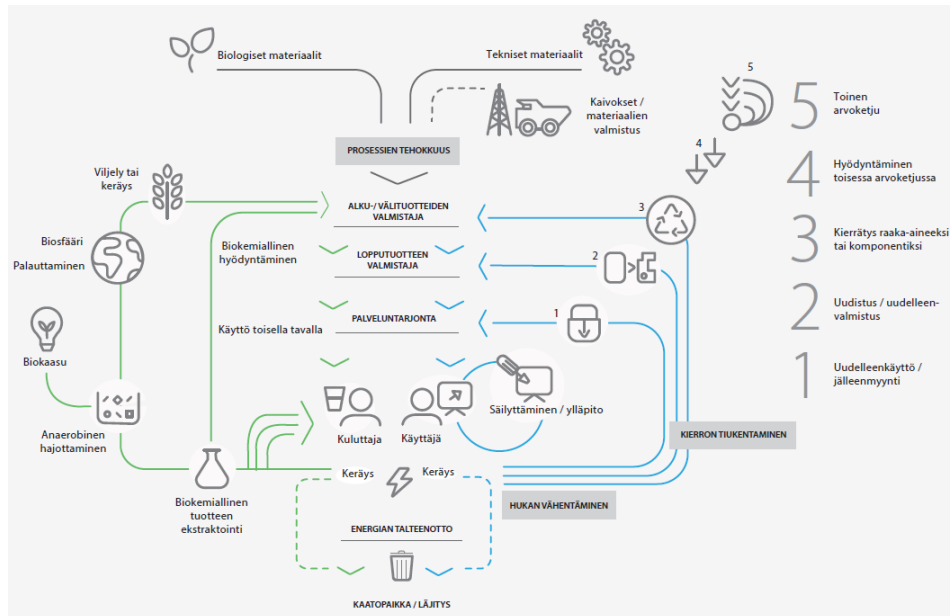 Biologiset materiaalit
Tekniset materiaalit
Kaivokset /
materiaalien
valmistus
PROSESSIEN TEHOKKUUS
Viljely tai
keräys
ALKU-/ VÄLITUOTTEIDEN
VALMISTAJA
Biosfääri
Palauttaminen
Biokemiallinen
hyödyntäminen
LOPPUTUOTTEEN
VALMISTAJA
Käyttö toisella tavalla
PALVELUNTARJONTA
Biokaasu
Anaerobinen
hajottaminen
Kuluttaja
Käyttäjä
Säilyttäminen / ylläpito
Biokemiallinen
tuotteen
ekstraktointi
Keräys
Keräys
ENERGIAN TALTEENOTTO
KAATOPAIKKA / LÄJITYS
HUKAN VÄHENTÄMINEN
KIERRON TIUKENTAMINEN
1
2
3
4
5
5 Toinen
arvoketju
4 Hyödyntäminen
toisessa arvoketjussa
3 Kierrätys raaka-aineeksi
tai komponentiksi
2 Uudistus / uudelleen-
valmistus
1 Uudelleenkäyttö /
jälleenmyynti